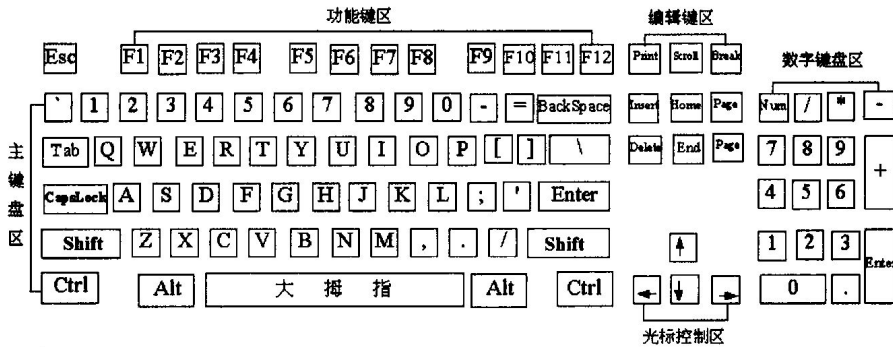 功能键区 编辑键区
Esc F1 F2 F3 F4 F5 F6 F7 F8 F9 F10 F11 F12 Print Scroll Break 数字键盘区
` 1 2 3 4 5 6 7 8 9 0 - = BackSpace Insert Home Page Num / * -
Tab Q W E R T Y U I O P [ ] \ Delete End Page 7 8 9 +
主键盘区
CapsLock A S D F G H J K L ; ' Enter 4 5 6
Shift Z X C V B N M , . / Shift ↑ 1 2 3 Enter
Ctrl Alt 大拇指 Alt Ctrl ← ↓ → 0 .
光标控制区